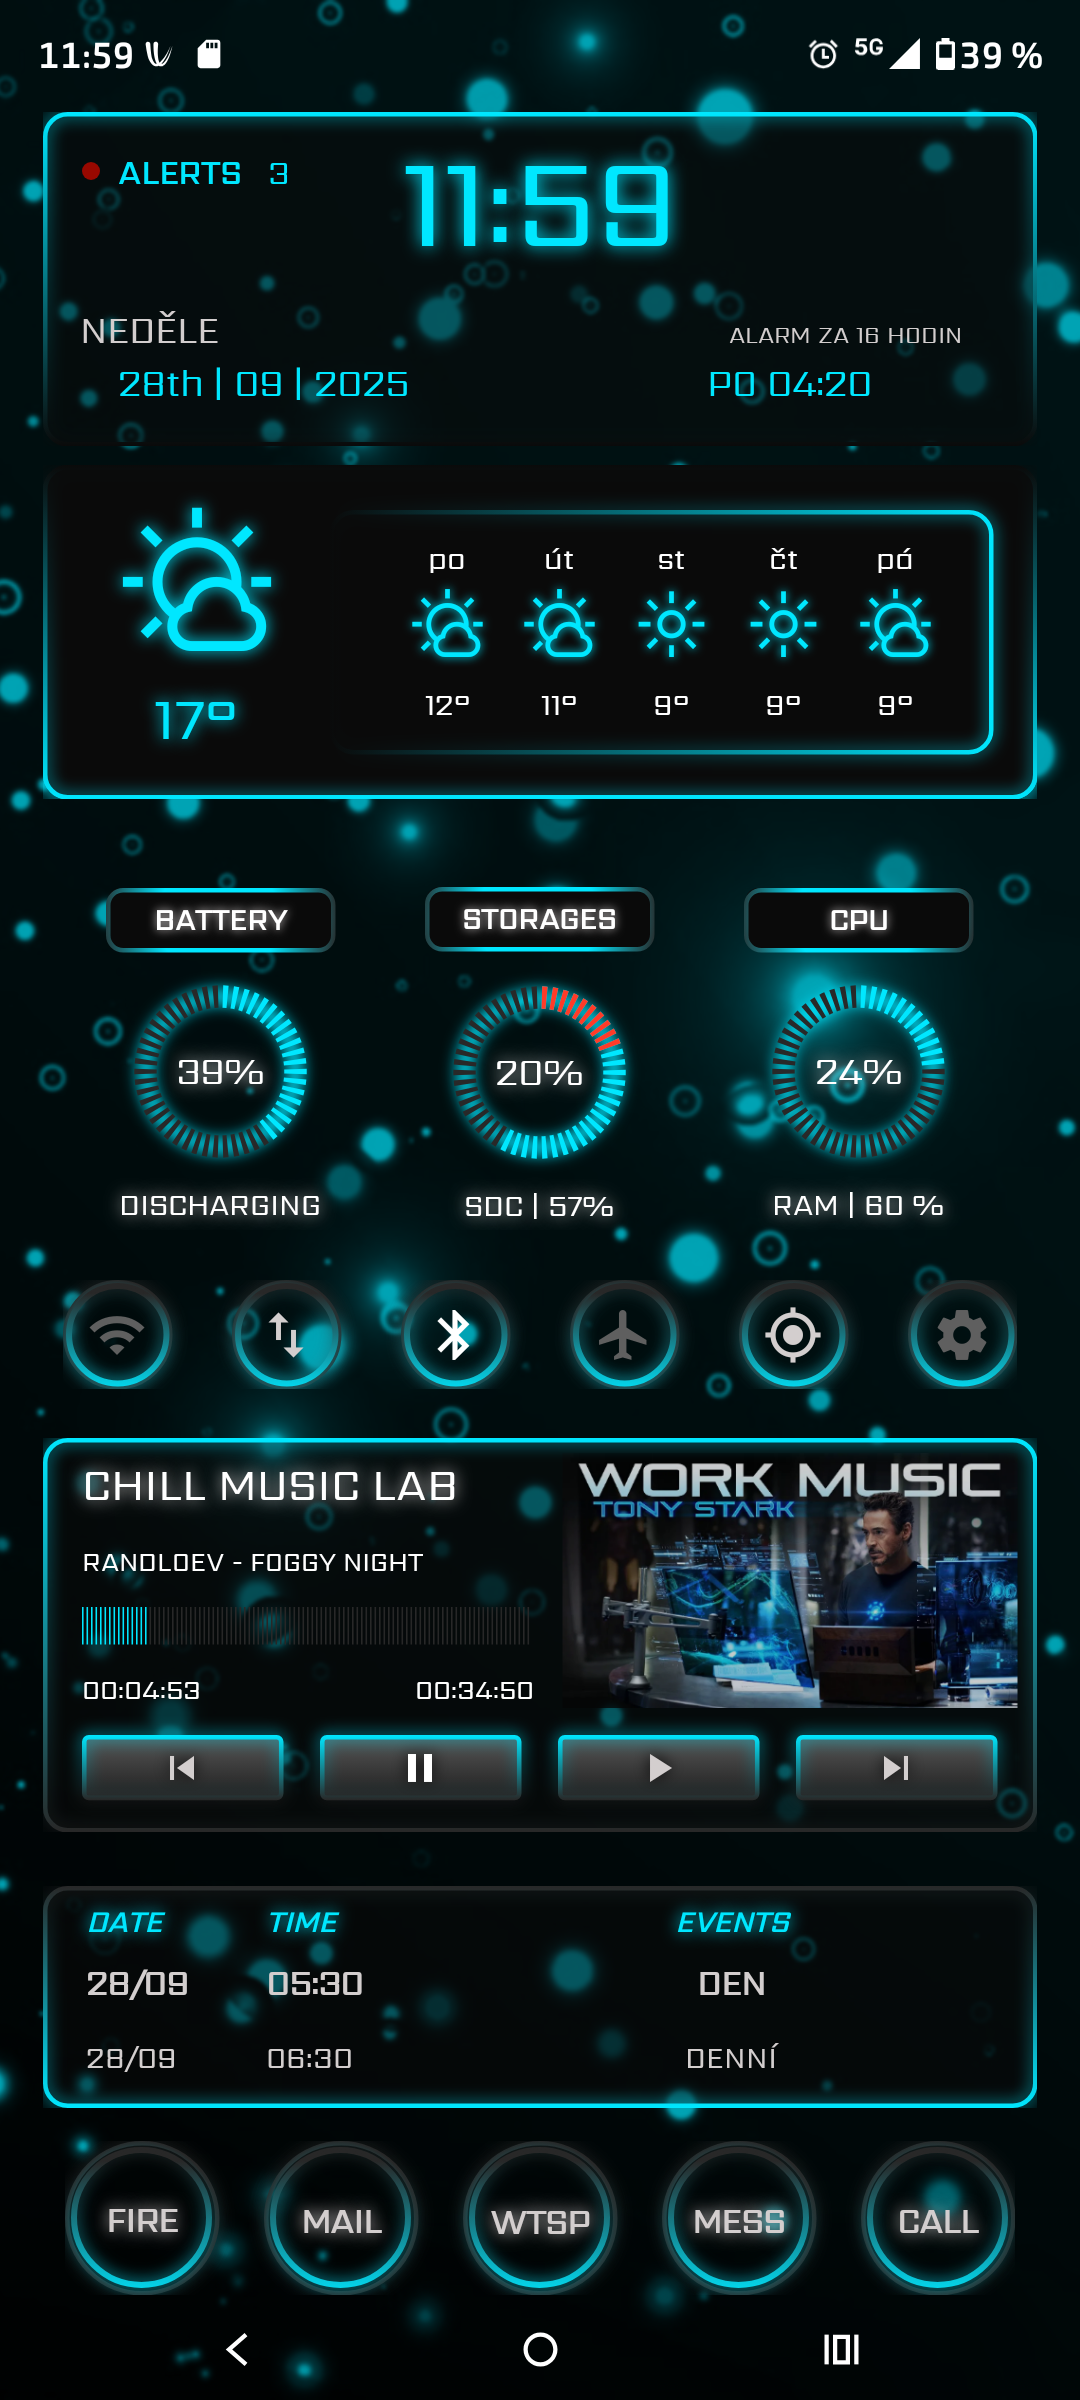 11:59
5G
39 %
ALERTS 3
11:59
NEDĚLE
ALARM ZA 16 HODIN
28th | 09 | 2025
PO 04:20
po út st čt pá
12° 11° 9° 9° 9°
17°
BATTERY STORAGES CPU
39% 20% 24%
DISCHARGING SDC | 57% RAM | 60 %
CHILL MUSIC LAB
WORK MUSIC
TONY STARK
RANDLOEV - FOGGY NIGHT
00:04:53 00:34:50
DATE TIME EVENTS
28/09 05:30 DEN
28/09 06:30 DENNÍ
FIRE MAIL WTSP MESS CALL